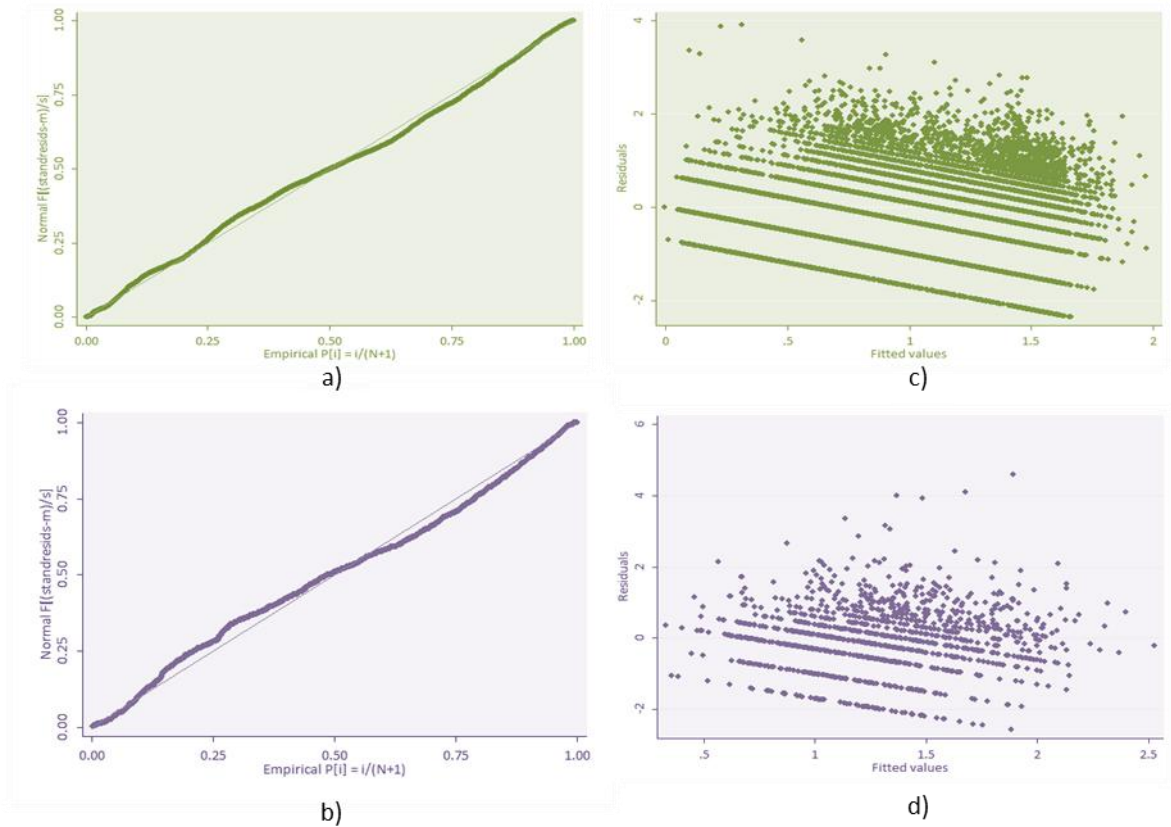 Normal F[(standresids-m)/s]
1.00
0.75
0.50
0.25
0.00
0.00 0.25 0.50 0.75 1.00
Empirical P[i] = i/(N+1)
a)
Residuals
4
2
0
-2
0 .5 1 1.5 2
Fitted values
c)
Normal F[(standresids-m)/s]
1.00
0.75
0.50
0.25
0.00
0.00 0.25 0.50 0.75 1.00
Empirical P[i] = i/(N+1)
b)
Residuals
6
4
2
0
-2
.5 1 1.5 2 2.5
Fitted values
d)